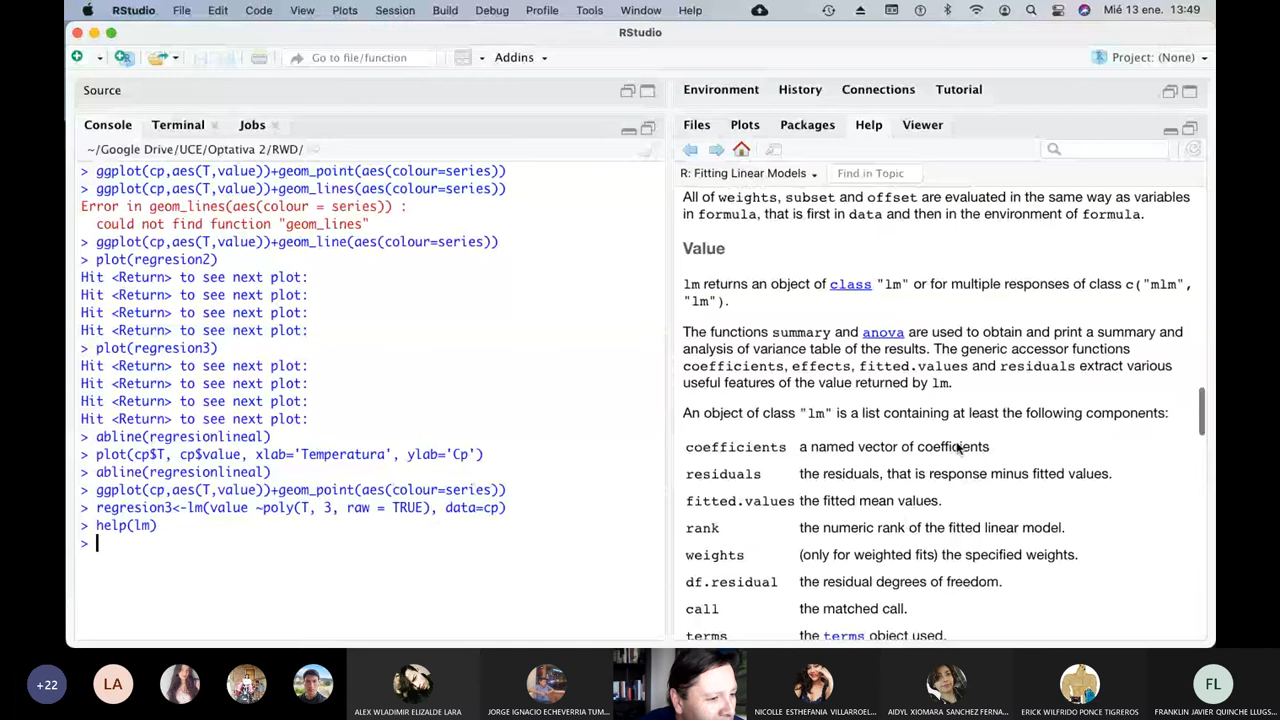 RStudio File Edit Code View Plots Session Build Debug Profile Tools Window Help Mié 13 ene. 13:49
RStudio
Go to file/function Addins Project: (None)
Source
Console Terminal Jobs
~/Google Drive/UCE/Optativa 2/RWD/
> ggplot(cp,aes(T,value))+geom_point(aes(colour=series))
> ggplot(cp,aes(T,value))+geom_lines(aes(colour=series))
Error in geom_lines(aes(colour = series)) :
could not find function "geom_lines"
> ggplot(cp,aes(T,value))+geom_line(aes(colour=series))
> plot(regresion2)
Hit <Return> to see next plot:
Hit <Return> to see next plot:
Hit <Return> to see next plot:
Hit <Return> to see next plot:
> plot(regresion3)
Hit <Return> to see next plot:
Hit <Return> to see next plot:
Hit <Return> to see next plot:
Hit <Return> to see next plot:
> abline(regresionlineal)
> plot(cp$T, cp$value, xlab='Temperatura', ylab='Cp')
> abline(regresionlineal)
> ggplot(cp,aes(T,value))+geom_point(aes(colour=series))
> regresion3<-lm(value ~poly(T, 3, raw = TRUE), data=cp)
> help(lm)
>
Environment History Connections Tutorial
Files Plots Packages Help Viewer
R: Fitting Linear Models Find in Topic
All of weights, subset and offset are evaluated in the same way as variables
in formula, that is first in data and then in the environment of formula.
Value
lm returns an object of class "lm" or for multiple responses of class c("mlm",
"lm").
The functions summary and anova are used to obtain and print a summary and
analysis of variance table of the results. The generic accessor functions
coefficients, effects, fitted.values and residuals extract various
useful features of the value returned by lm.
An object of class "lm" is a list containing at least the following components:
coefficients a named vector of coefficients
residuals the residuals, that is response minus fitted values.
fitted.values the fitted mean values.
rank the numeric rank of the fitted linear model.
weights (only for weighted fits) the specified weights.
df.residual the residual degrees of freedom.
call the matched call.
terms the terms object used.
+22 LA FL
ALEX WLADIMIR ELIZALDE LARA JORGE IGNACIO ECHEVERRIA TUM... NICOLLE ESTHEFANIA VILLARROEL... AIDYL XIOMARA SANCHEZ FERNA... ERICK WILFRIDO PONCE TIGREROS FRANKLIN JAVIER QUINCHE LLUGS...